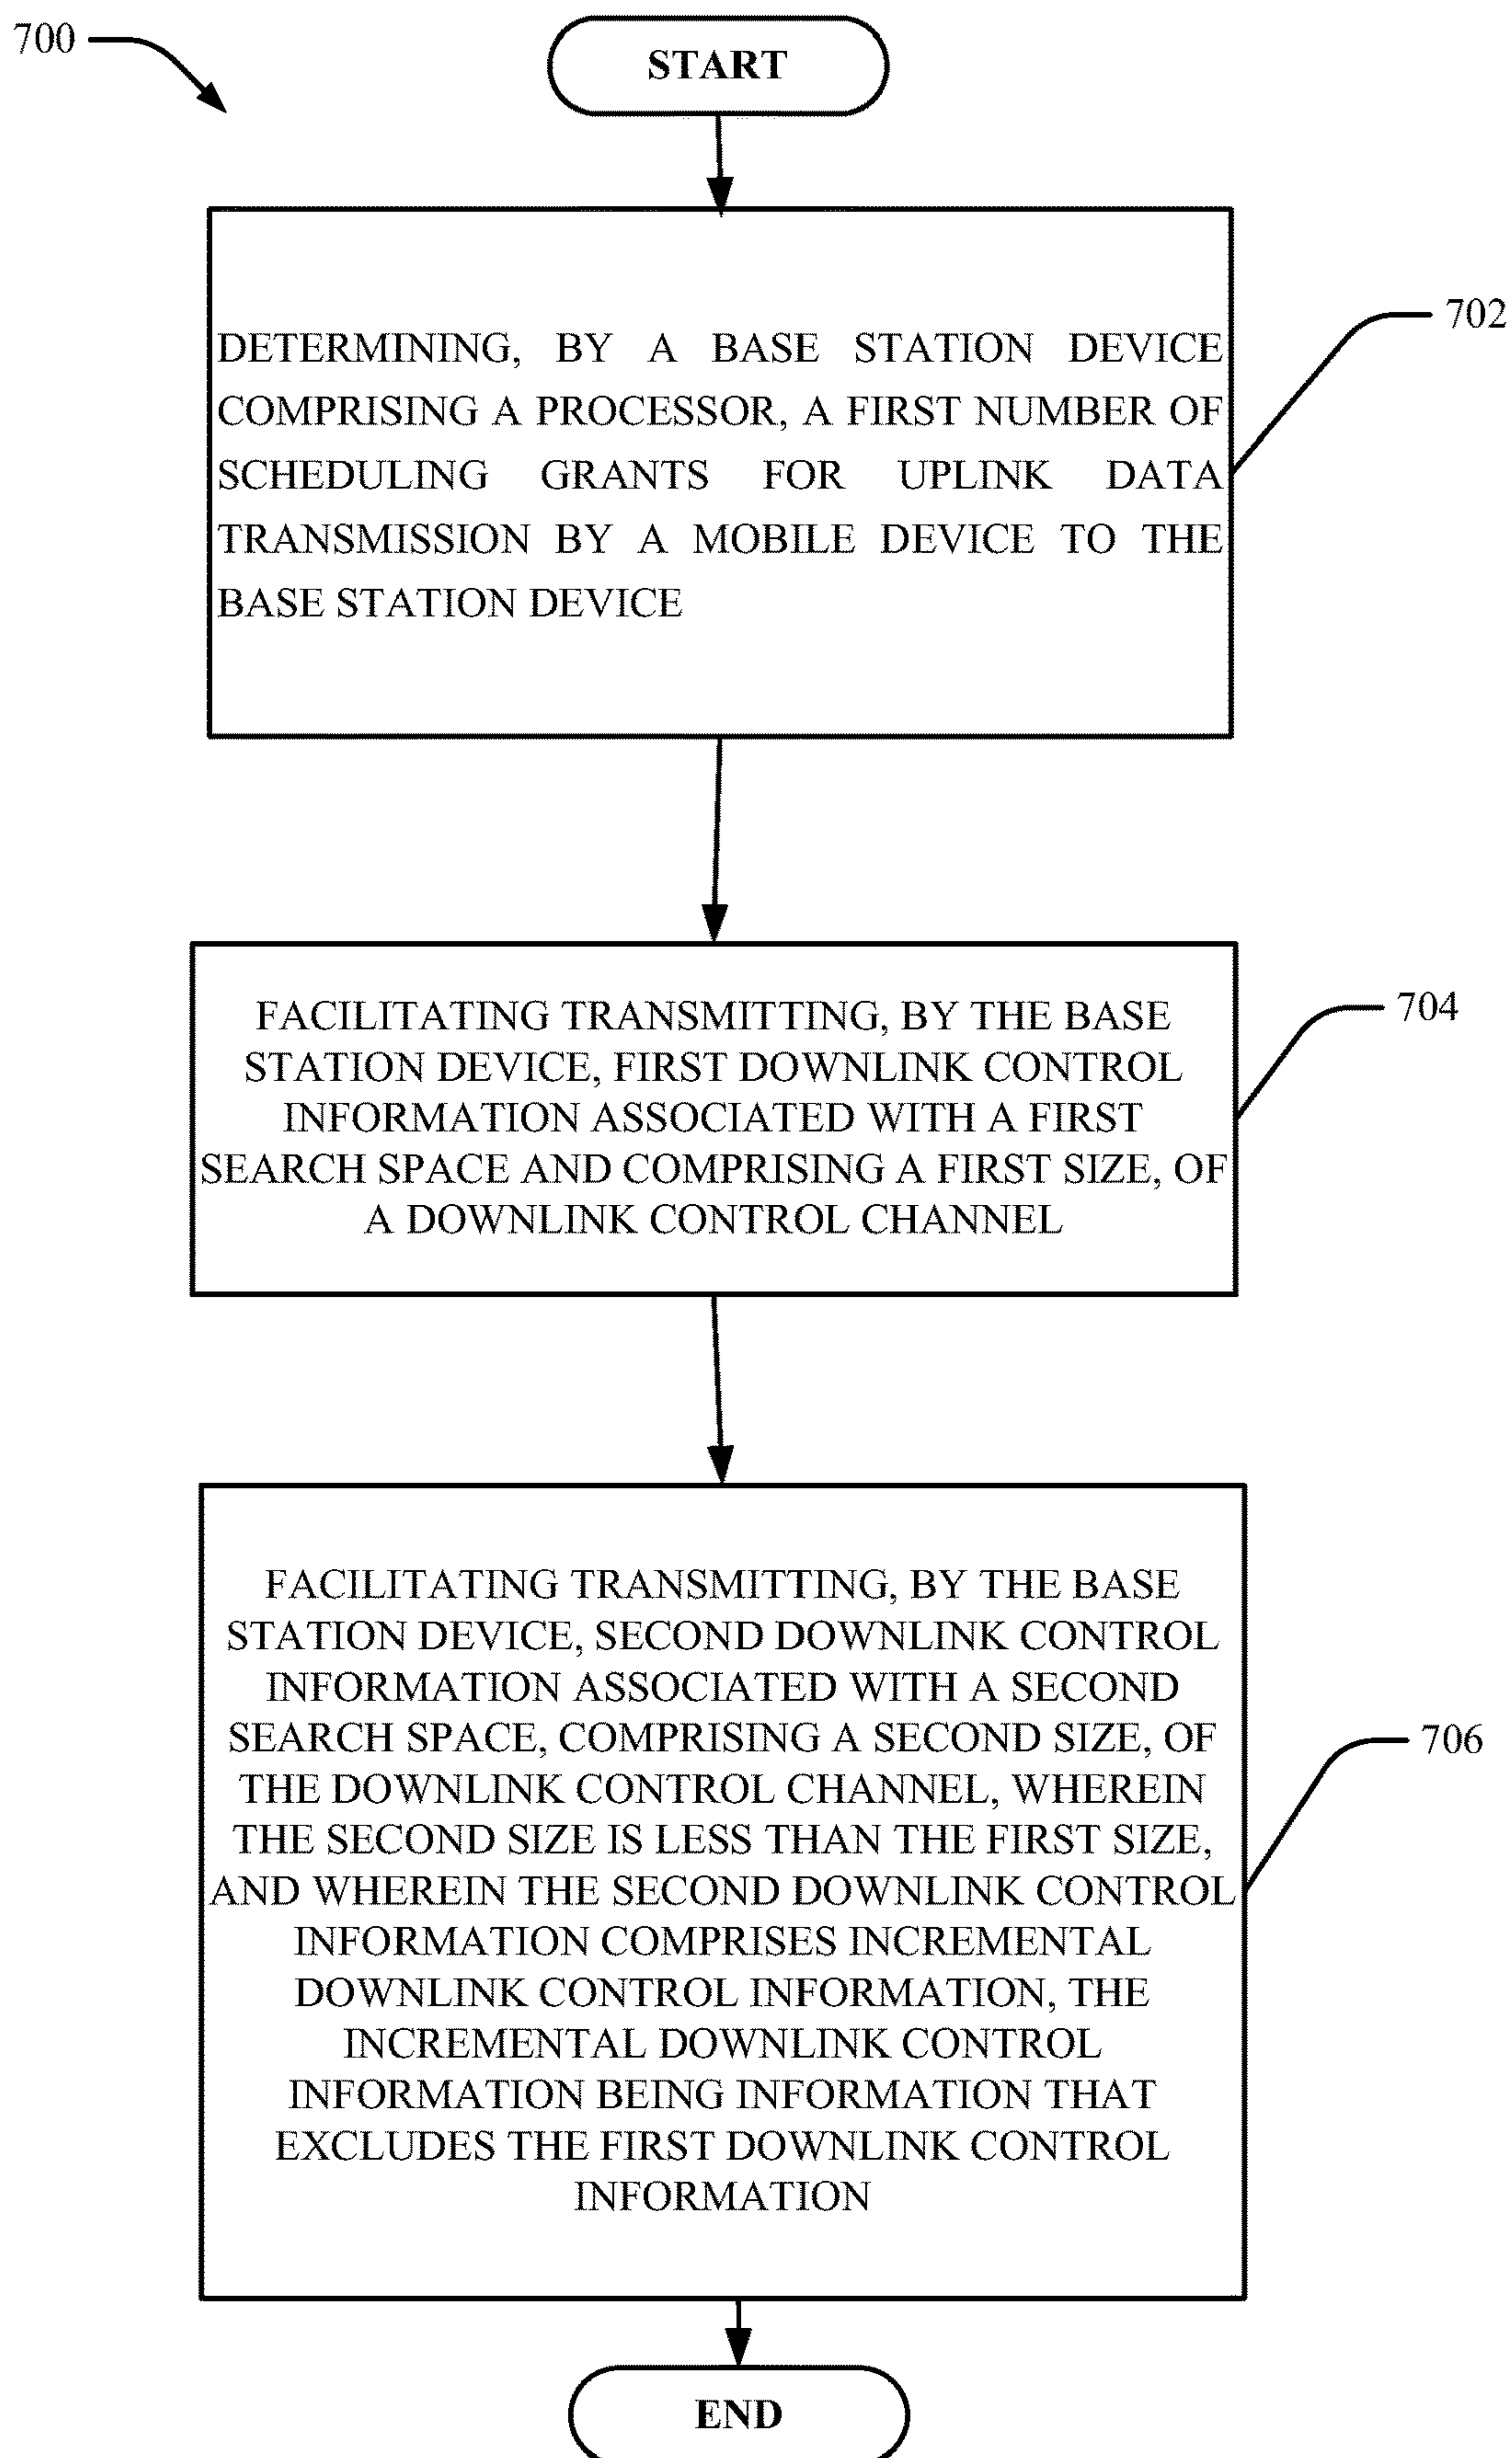 700
START
DETERMINING, BY A BASE STATION DEVICE
COMPRISING A PROCESSOR, A FIRST NUMBER OF
SCHEDULING GRANTS FOR UPLINK DATA
TRANSMISSION BY A MOBILE DEVICE TO THE
BASE STATION DEVICE
702
FACILITATING TRANSMITTING, BY THE BASE
STATION DEVICE, FIRST DOWNLINK CONTROL
INFORMATION ASSOCIATED WITH A FIRST
SEARCH SPACE AND COMPRISING A FIRST SIZE, OF
A DOWNLINK CONTROL CHANNEL
704
FACILITATING TRANSMITTING, BY THE BASE
STATION DEVICE, SECOND DOWNLINK CONTROL
INFORMATION ASSOCIATED WITH A SECOND
SEARCH SPACE, COMPRISING A SECOND SIZE, OF
THE DOWNLINK CONTROL CHANNEL, WHEREIN
THE SECOND SIZE IS LESS THAN THE FIRST SIZE,
AND WHEREIN THE SECOND DOWNLINK CONTROL
INFORMATION COMPRISES INCREMENTAL
DOWNLINK CONTROL INFORMATION, THE
INCREMENTAL DOWNLINK CONTROL
INFORMATION BEING INFORMATION THAT
EXCLUDES THE FIRST DOWNLINK CONTROL
INFORMATION
706
END